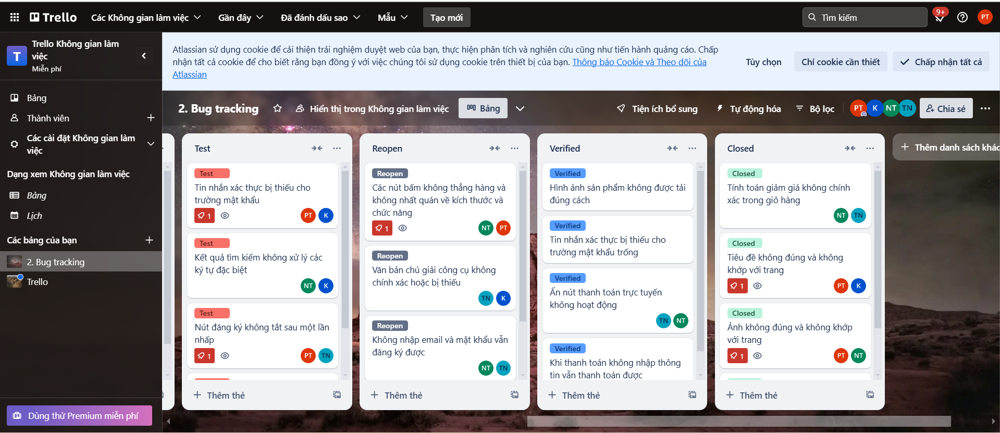 Trello
Các Không gian làm việc
Gần đây
Đã đánh dấu sao
Mẫu
Tạo mới
Tìm kiếm
9+
PT
T
Trello Không gian làm
việc
Miễn phí
Bảng
Thành viên
Các cài đặt Không gian làm
việc
Dạng xem Không gian làm việc
Bảng
Lịch
Các bảng của bạn
2. Bug tracking
Trello
Dùng thử Premium miễn phí
Atlassian sử dụng cookie để cải thiện trải nghiệm duyệt web của bạn, thực hiện phân tích và nghiên cứu cũng như tiến hành quảng cáo. Chấp
nhận tất cả cookie để cho biết rằng bạn đồng ý với việc chúng tôi sử dụng cookie trên thiết bị của bạn. Thông báo Cookie và Theo dõi của
Atlassian
Tùy chọn
Chỉ cookie cần thiết
Chấp nhận tất cả
2. Bug tracking
Hiển thị trong Không gian làm việc
Bảng
Tiện ích bổ sung
Tự động hóa
Bộ lọc
PT
K
NT
TN
Chia sẻ
Test
Test
Tin nhắn xác thực bị thiếu cho
trường mật khẩu
1
PT
K
Test
Kết quả tìm kiếm không xử lý các
ký tự đặc biệt
NT
K
Test
Nút đăng ký không tắt sau một lần
nhấp
1
PT
TN
Thêm thẻ
Reopen
Reopen
Các nút bấm không thẳng hàng và
không nhất quán về kích thước và
chức năng
1
NT
PT
Reopen
Văn bản chú giải công cụ không
chính xác hoặc bị thiếu
TN
K
Reopen
Không nhập email và mật khẩu vẫn
đăng ký được
NT
TN
Thêm thẻ
Verified
Verified
Hình ảnh sản phẩm không được tải
đúng cách
Verified
Tin nhắn xác thực bị thiếu cho
trường mật khẩu trống
Verified
Ấn nút thanh toán trực tuyến
không hoạt động
TN
NT
Verified
Khi thanh toán không nhập thông
tin vẫn thanh toán được
Thêm thẻ
Closed
Closed
Tính toán giảm giá không chính
xác trong giỏ hàng
NT
TN
Closed
Tiêu đề không đúng và không
khớp với trang
1
PT
K
Closed
Ảnh không đúng và không khớp
với trang
1
PT
NT
Thêm thẻ
Thêm danh sách khác